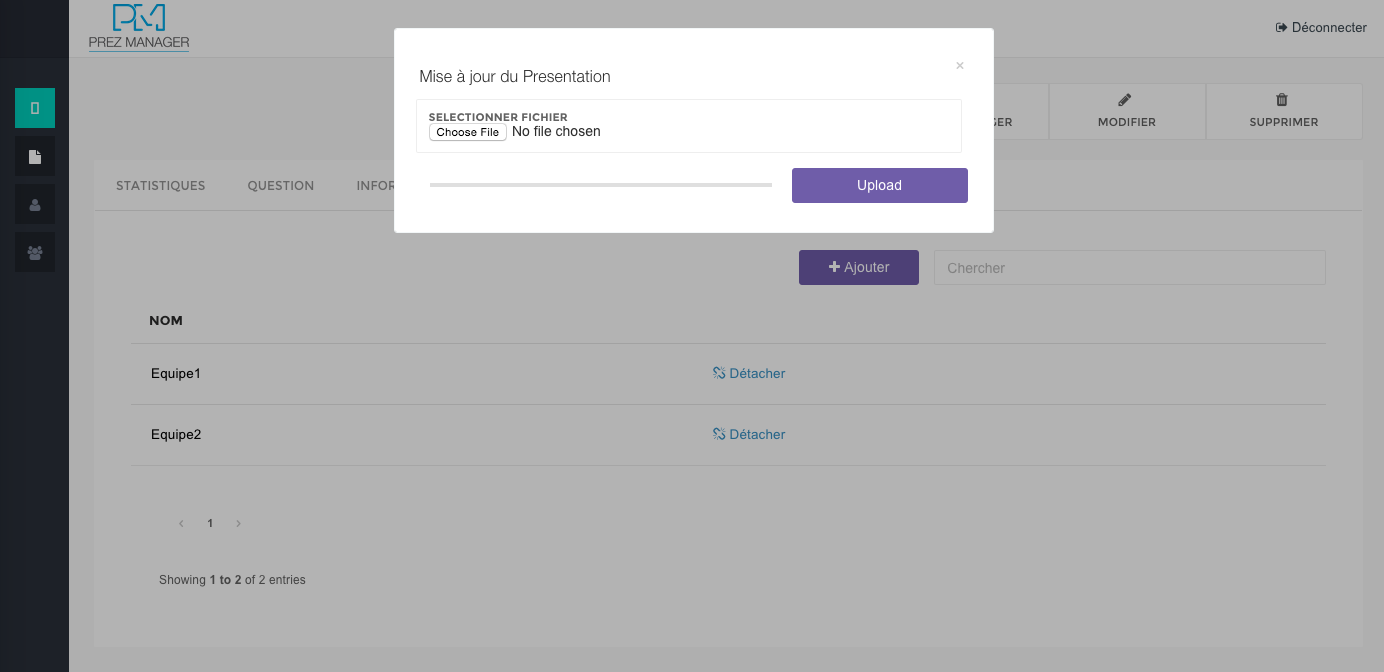 PREZ MANAGER
Déconnecter
Mise à jour du Presentation
×
SELECTIONNER FICHIER
Choose File No file chosen
Upload
GER
MODIFIER
SUPPRIMER
STATISTIQUES
QUESTION
INFOR
Ajouter
Chercher
NOM
Equipe1
Détacher
Equipe2
Détacher
‹ 1 ›
Showing 1 to 2 of 2 entries